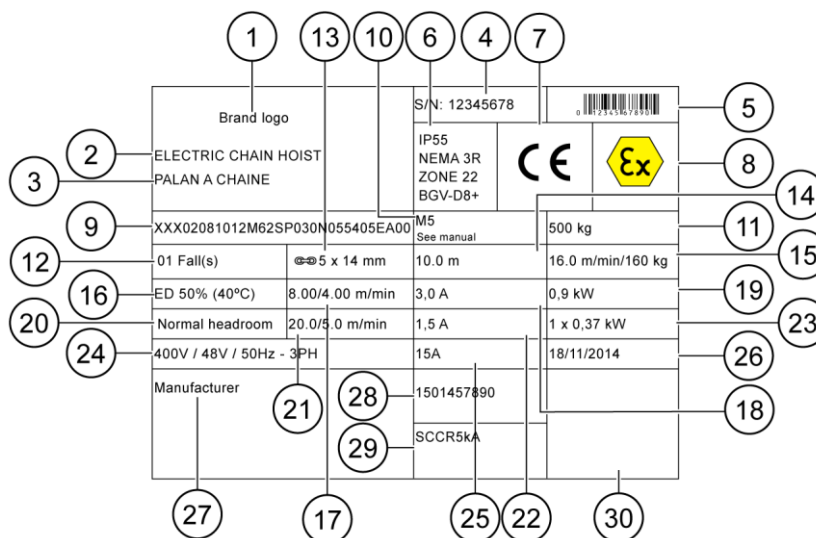 1
13
10
6
4
7
Brand logo
S/N: 12345678
0 12345 67890
5
2
ELECTRIC CHAIN HOIST
3
PALAN A CHAINE
IP55
NEMA 3R
ZONE 22
BGV-D8+
CE
Ex
8
14
9
XXX02081012M62SP030N055405EA00
M5
See manual
500 kg
11
12
01 Fall(s)
5 x 14 mm
10.0 m
16.0 m/min/160 kg
15
16
ED 50% (40ºC)
8.00/4.00 m/min
3,0 A
0,9 kW
19
20
Normal headroom
20.0/5.0 m/min
1,5 A
1 x 0,37 kW
23
24
400V / 48V / 50Hz - 3PH
15A
18/11/2014
26
Manufacturer
21
28
1501457890
18
29
SCCR5kA
27
17
25
22
30